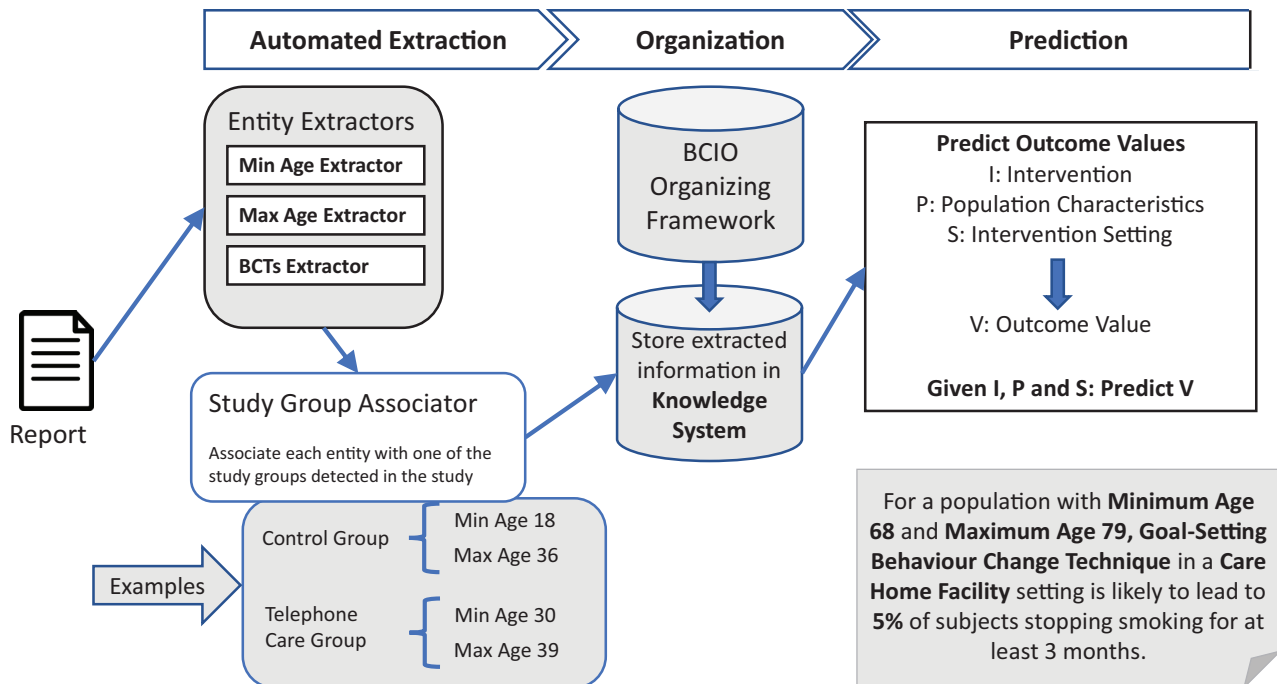 Automated Extraction
Organization
Prediction
Entity Extractors
Min Age Extractor
Max Age Extractor
BCTs Extractor
Report
Study Group Associator
Associate each entity with one of the
study groups detected in the study
Examples
Control Group
Min Age 18
Max Age 36
Telephone
Care Group
Min Age 30
Max Age 39
BCIO
Organizing
Framework
Store extracted
information in
Knowledge
System
Predict Outcome Values
I: Intervention
P: Population Characteristics
S: Intervention Setting
V: Outcome Value
Given I, P and S: Predict V
For a population with Minimum Age
68 and Maximum Age 79, Goal-Setting
Behaviour Change Technique in a Care
Home Facility setting is likely to lead to
5% of subjects stopping smoking for at
least 3 months.